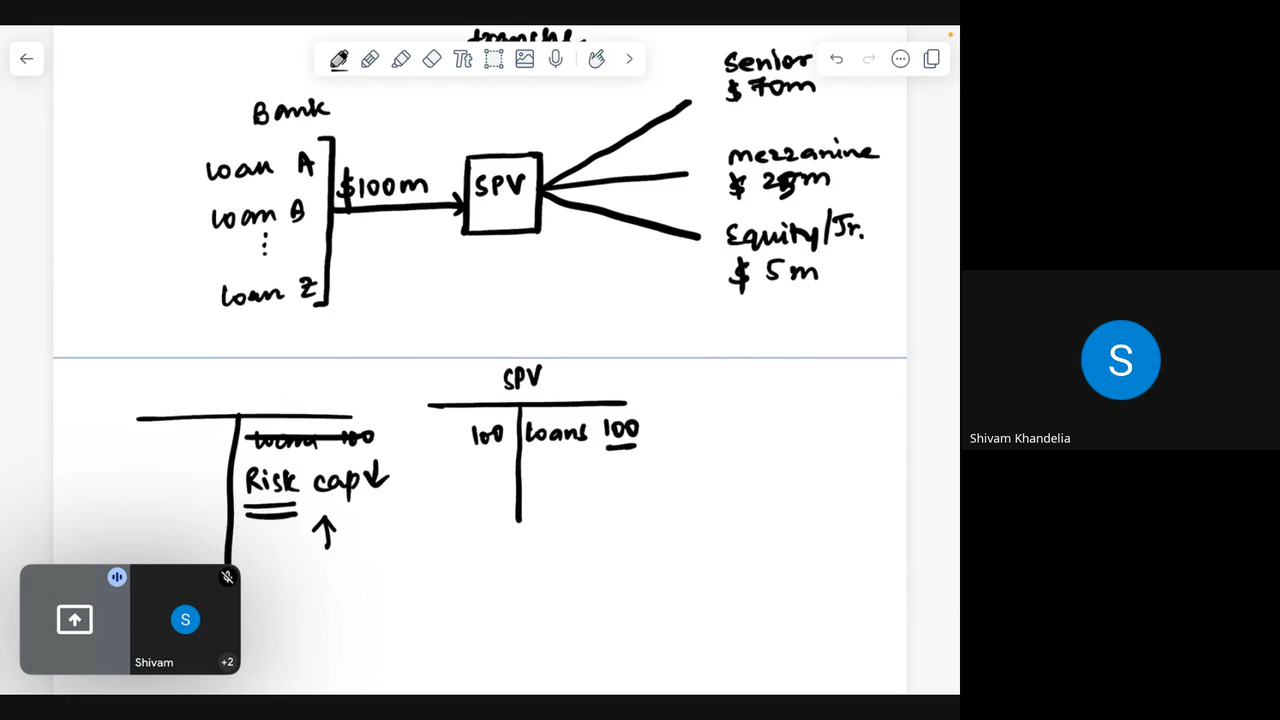 Tt
Bank
Loan A
Loan B
⋮
Loan Z
$100m
SPV
Senior
$ 70m
Mezzanine
$ 25m
Equity/Jr.
$ 5m
SPV
100 Loans 100
Risk cap↓
↑
S
Shivam Khandelia
S
Shivam
+2